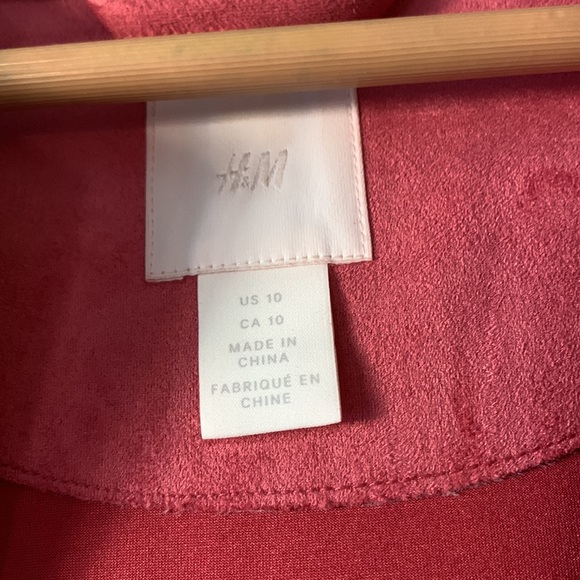 H&M
US 10
CA 10
MADE IN
CHINA
FABRIQUÉ EN
CHINE